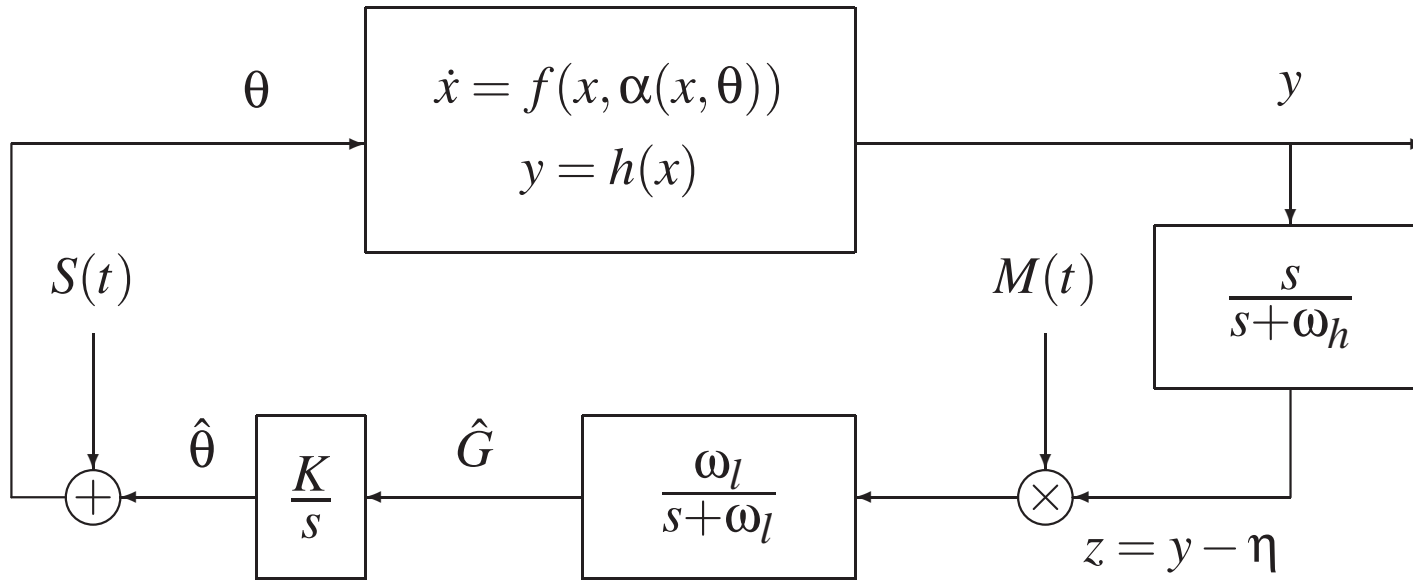 θ
ẋ = f(x, α(x, θ))
y = h(x)
y
S(t)
M(t)
s
s+ω_h
θ̂
K
s
Ĝ
ω_l
s+ω_l
z = y − η